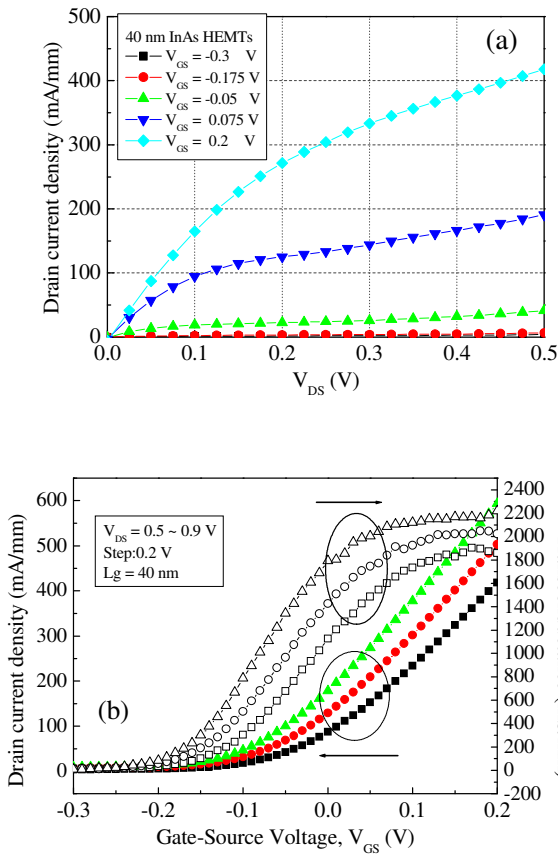 (a)
40 nm InAs HEMTs
V_GS = -0.3 V
V_GS = -0.175 V
V_GS = -0.05 V
V_GS = 0.075 V
V_GS = 0.2 V
Drain current density (mA/mm)
500
400
300
200
100
0
0.0 0.1 0.2 0.3 0.4 0.5
V_DS (V)
(b)
V_DS = 0.5 ~ 0.9 V
Step:0.2 V
Lg = 40 nm
Drain current density (mA/mm)
600
500
400
300
200
100
0
2400
2200
2000
1800
1600
1400
1200
1000
800
600
400
200
0
-200
-0.3 -0.2 -0.1 0.0 0.1 0.2
Gate-Source Voltage, V_GS (V)